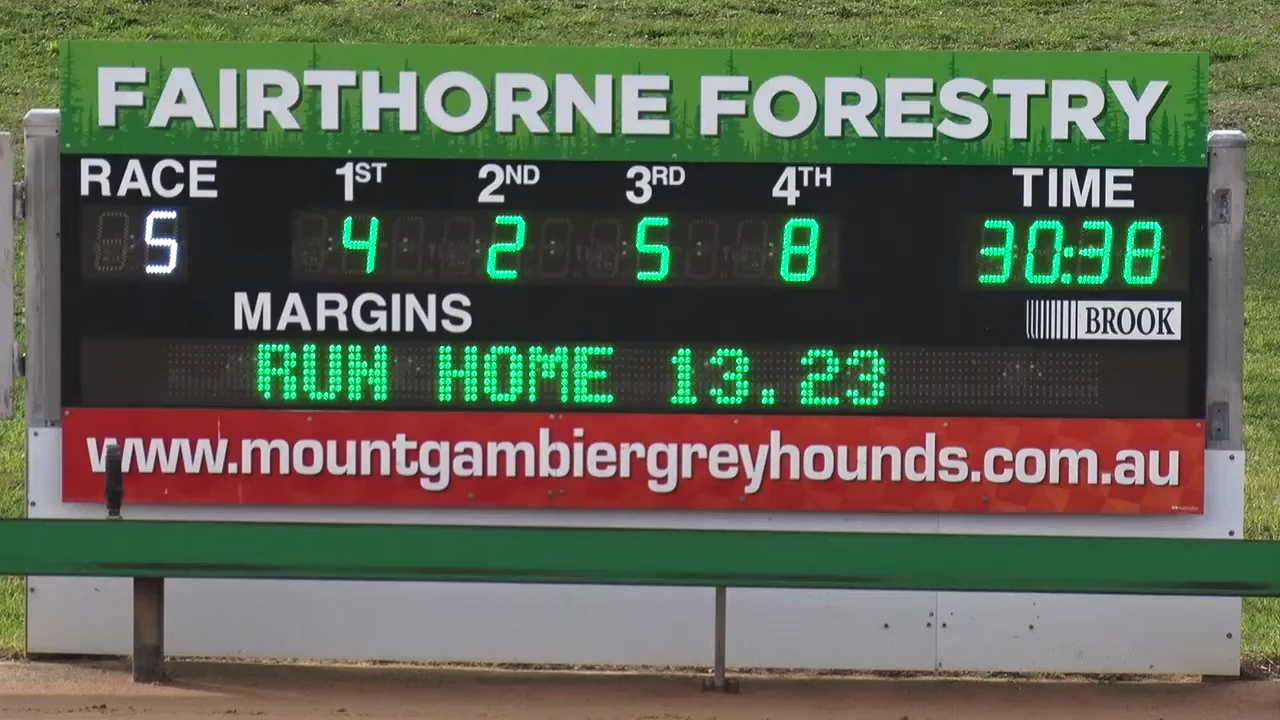 FAIRTHORNE FORESTRY
RACE 1ST 2ND 3RD 4TH TIME
5 4 2 5 8 30:38
MARGINS BROOK
RUN HOME 13.23
www.mountgambiergreyhounds.com.au